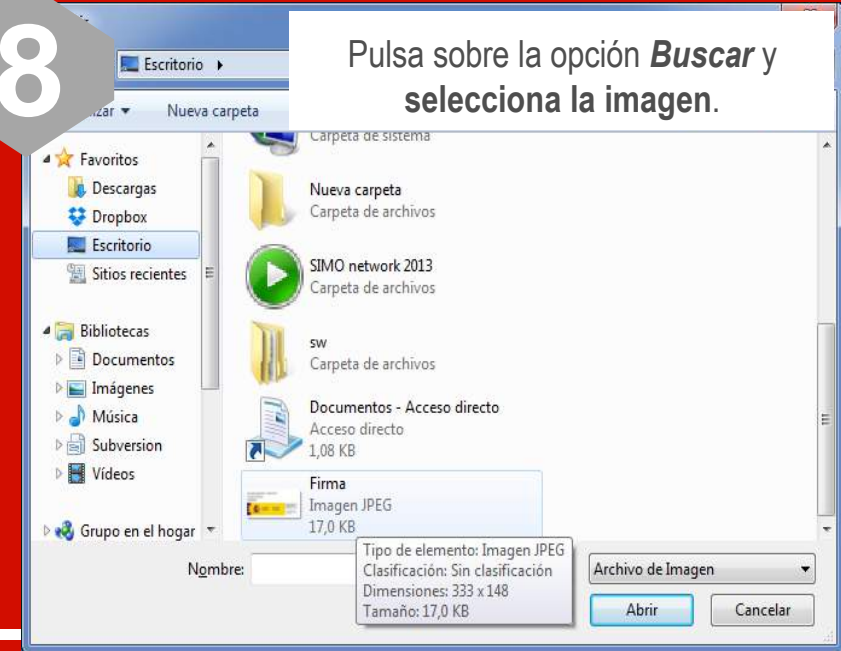 8
Pulsa sobre la opción Buscar y
selecciona la imagen.
Escritorio
Nueva carpeta
Favoritos
Descargas
Dropbox
Escritorio
Sitios recientes
Bibliotecas
Documentos
Imágenes
Música
Subversion
Vídeos
Grupo en el hogar
Carpeta de sistema
Nueva carpeta
Carpeta de archivos
SIMO network 2013
Carpeta de archivos
sw
Carpeta de archivos
Documentos - Acceso directo
Acceso directo
1,08 KB
Firma
Imagen JPEG
17,0 KB
Tipo de elemento: Imagen JPEG
Clasificación: Sin clasificación
Dimensiones: 333 x 148
Tamaño: 17,0 KB
Nombre:
Archivo de Imagen
Abrir
Cancelar